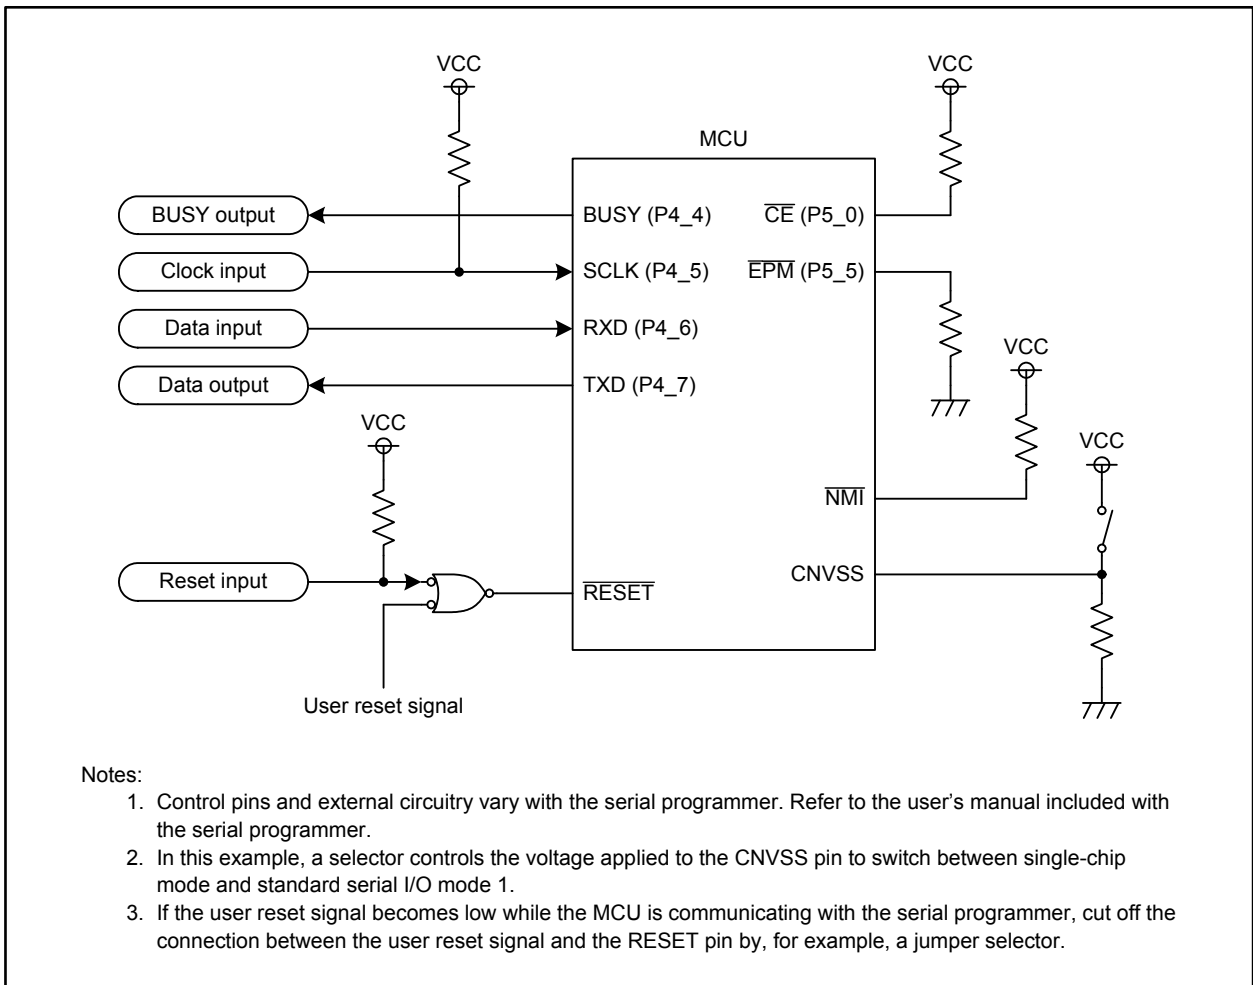 VCC
VCC
MCU
BUSY output
BUSY (P4_4)
CE (P5_0)
Clock input
SCLK (P4_5)
EPM (P5_5)
Data input
RXD (P4_6)
VCC
Data output
TXD (P4_7)
VCC
VCC
NMI
Reset input
CNVSS
RESET
User reset signal
Notes:
1. Control pins and external circuitry vary with the serial programmer. Refer to the user’s manual included with
the serial programmer.
2. In this example, a selector controls the voltage applied to the CNVSS pin to switch between single-chip
mode and standard serial I/O mode 1.
3. If the user reset signal becomes low while the MCU is communicating with the serial programmer, cut off the
connection between the user reset signal and the RESET pin by, for example, a jumper selector.